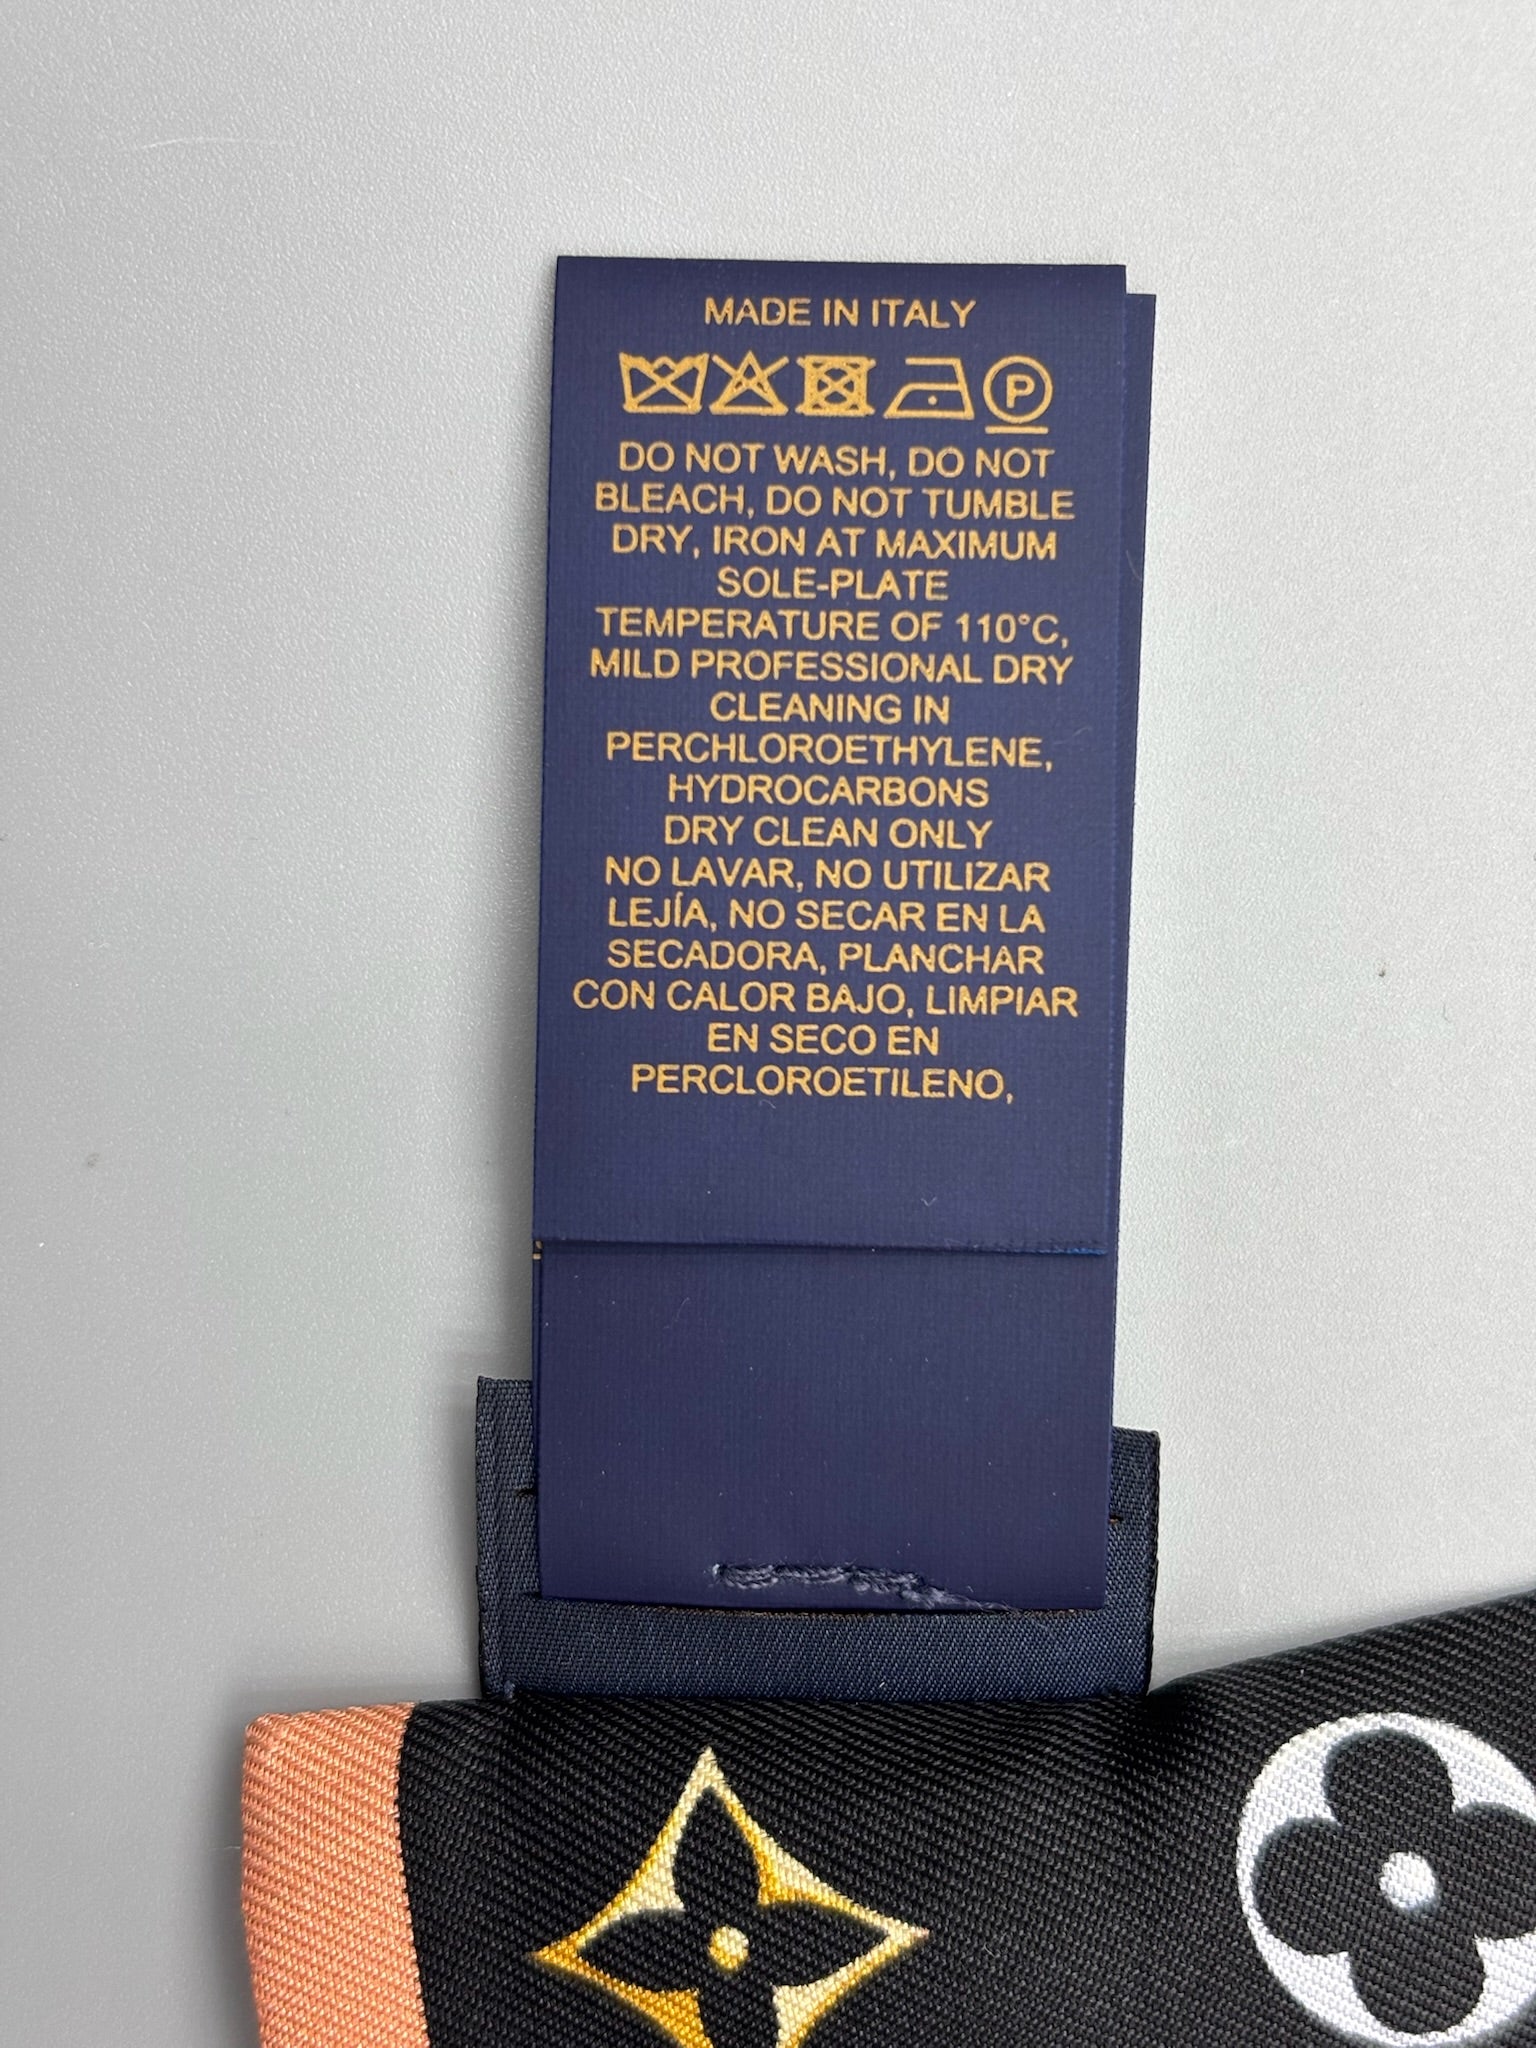 MADE IN ITALY
P
DO NOT WASH, DO NOT
BLEACH, DO NOT TUMBLE
DRY, IRON AT MAXIMUM
SOLE-PLATE
TEMPERATURE OF 110°C,
MILD PROFESSIONAL DRY
CLEANING IN
PERCHLOROETHYLENE,
HYDROCARBONS
DRY CLEAN ONLY
NO LAVAR, NO UTILIZAR
LEJÍA, NO SECAR EN LA
SECADORA, PLANCHAR
CON CALOR BAJO, LIMPIAR
EN SECO EN
PERCLOROETILENO,